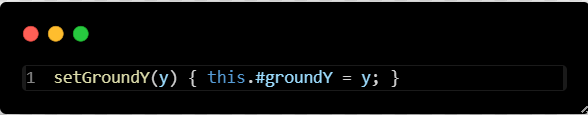 1 setGroundY(y) { this.#groundY = y; }